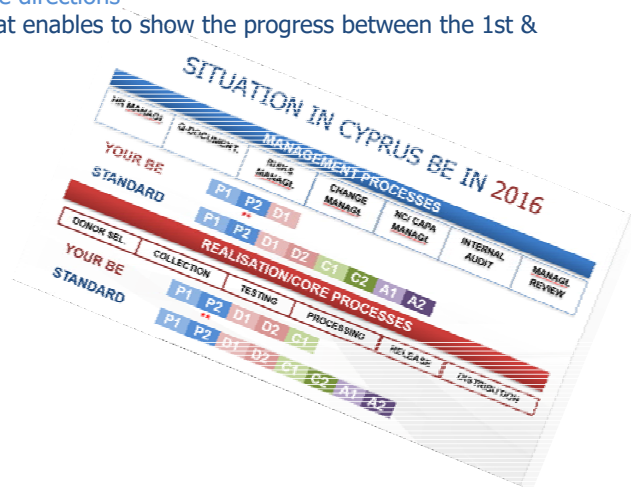 e directions
at enables to show the progress between the 1st &
SITUATION IN CYPRUS BE IN 2016
MANAGEMENT PROCESSES
HR MANAGT.
Q-DOCUMENT.
RISKS MANAGT.
CHANGE MANAGT.
NC/ CAPA MANAGT.
INTERNAL AUDIT
MANAGT. REVIEW
YOUR BE P1 P2 D1
**
STANDARD P1 P2 D1 D2 C1 C2 A1 A2
REALISATION/CORE PROCESSES
DONOR SEL.
COLLECTION
TESTING
PROCESSING
RELEASE
DISTRIBUTION
YOUR BE P1 P2 D1 D2 C1
**
STANDARD P1 P2 D1 D2 C1 C2 A1 A2